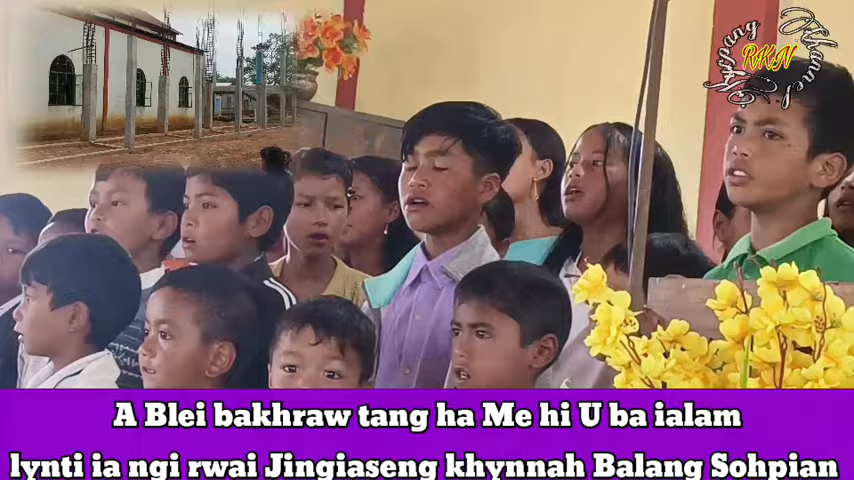 RKN
A Blei bakhraw tang ha Me hi U ba ialam
lynti ia ngi rwai Jingiaseng khynnah Balang Sohpian